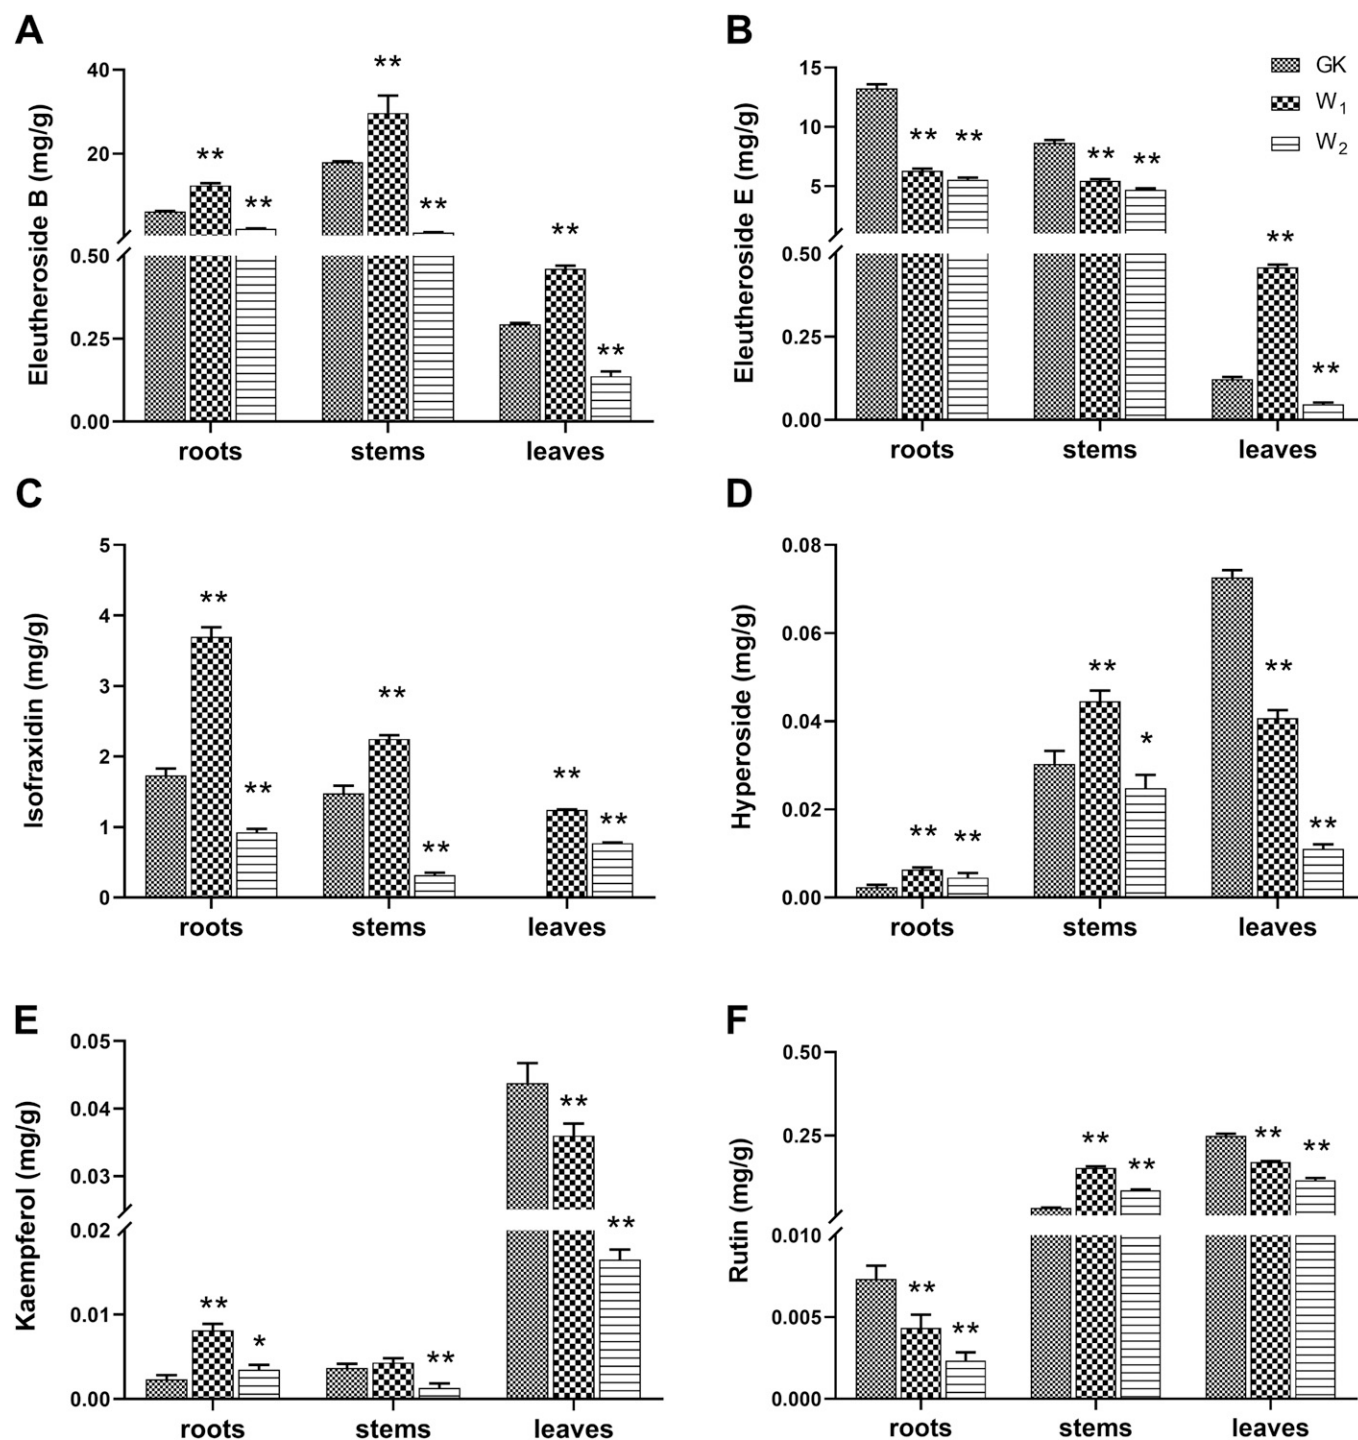 A
Eleutheroside B (mg/g)
40
20
0.50
0.25
0.00
** ** ** ** ** **
roots stems leaves
B
Eleutheroside E (mg/g)
15
10
5
0.50
0.25
0.00
** ** ** ** ** **
roots stems leaves
GK
W1
W2
C
Isofraxidin (mg/g)
5
4
3
2
1
0
** ** ** ** ** **
roots stems leaves
D
Hyperoside (mg/g)
0.08
0.06
0.04
0.02
0.00
** ** ** * ** **
roots stems leaves
E
Kaempferol (mg/g)
0.05
0.04
0.03
0.02
0.01
0.00
** * ** ** **
roots stems leaves
F
Rutin (mg/g)
0.50
0.25
0.010
0.005
0.000
** ** ** ** ** **
roots stems leaves